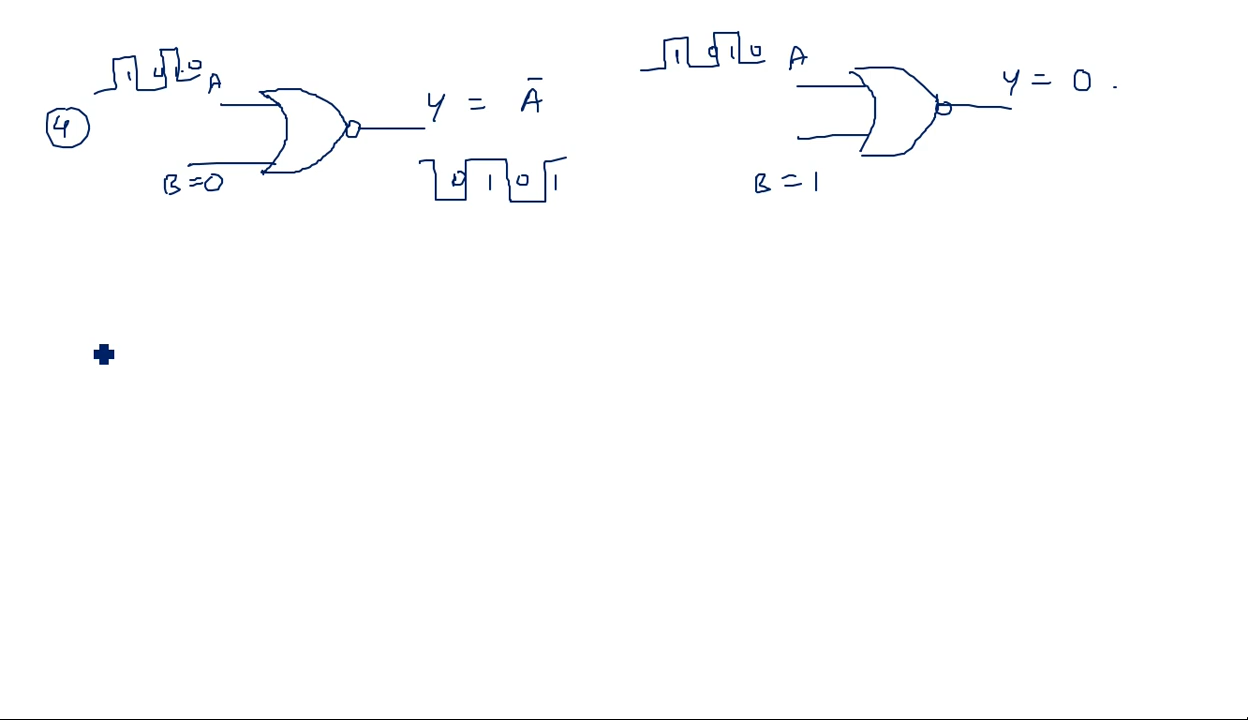 1 0 1 0 A
4
y = Ā
B = 0
0 1 0 1
1 0 1 0 A
y = 0 .
B = 1